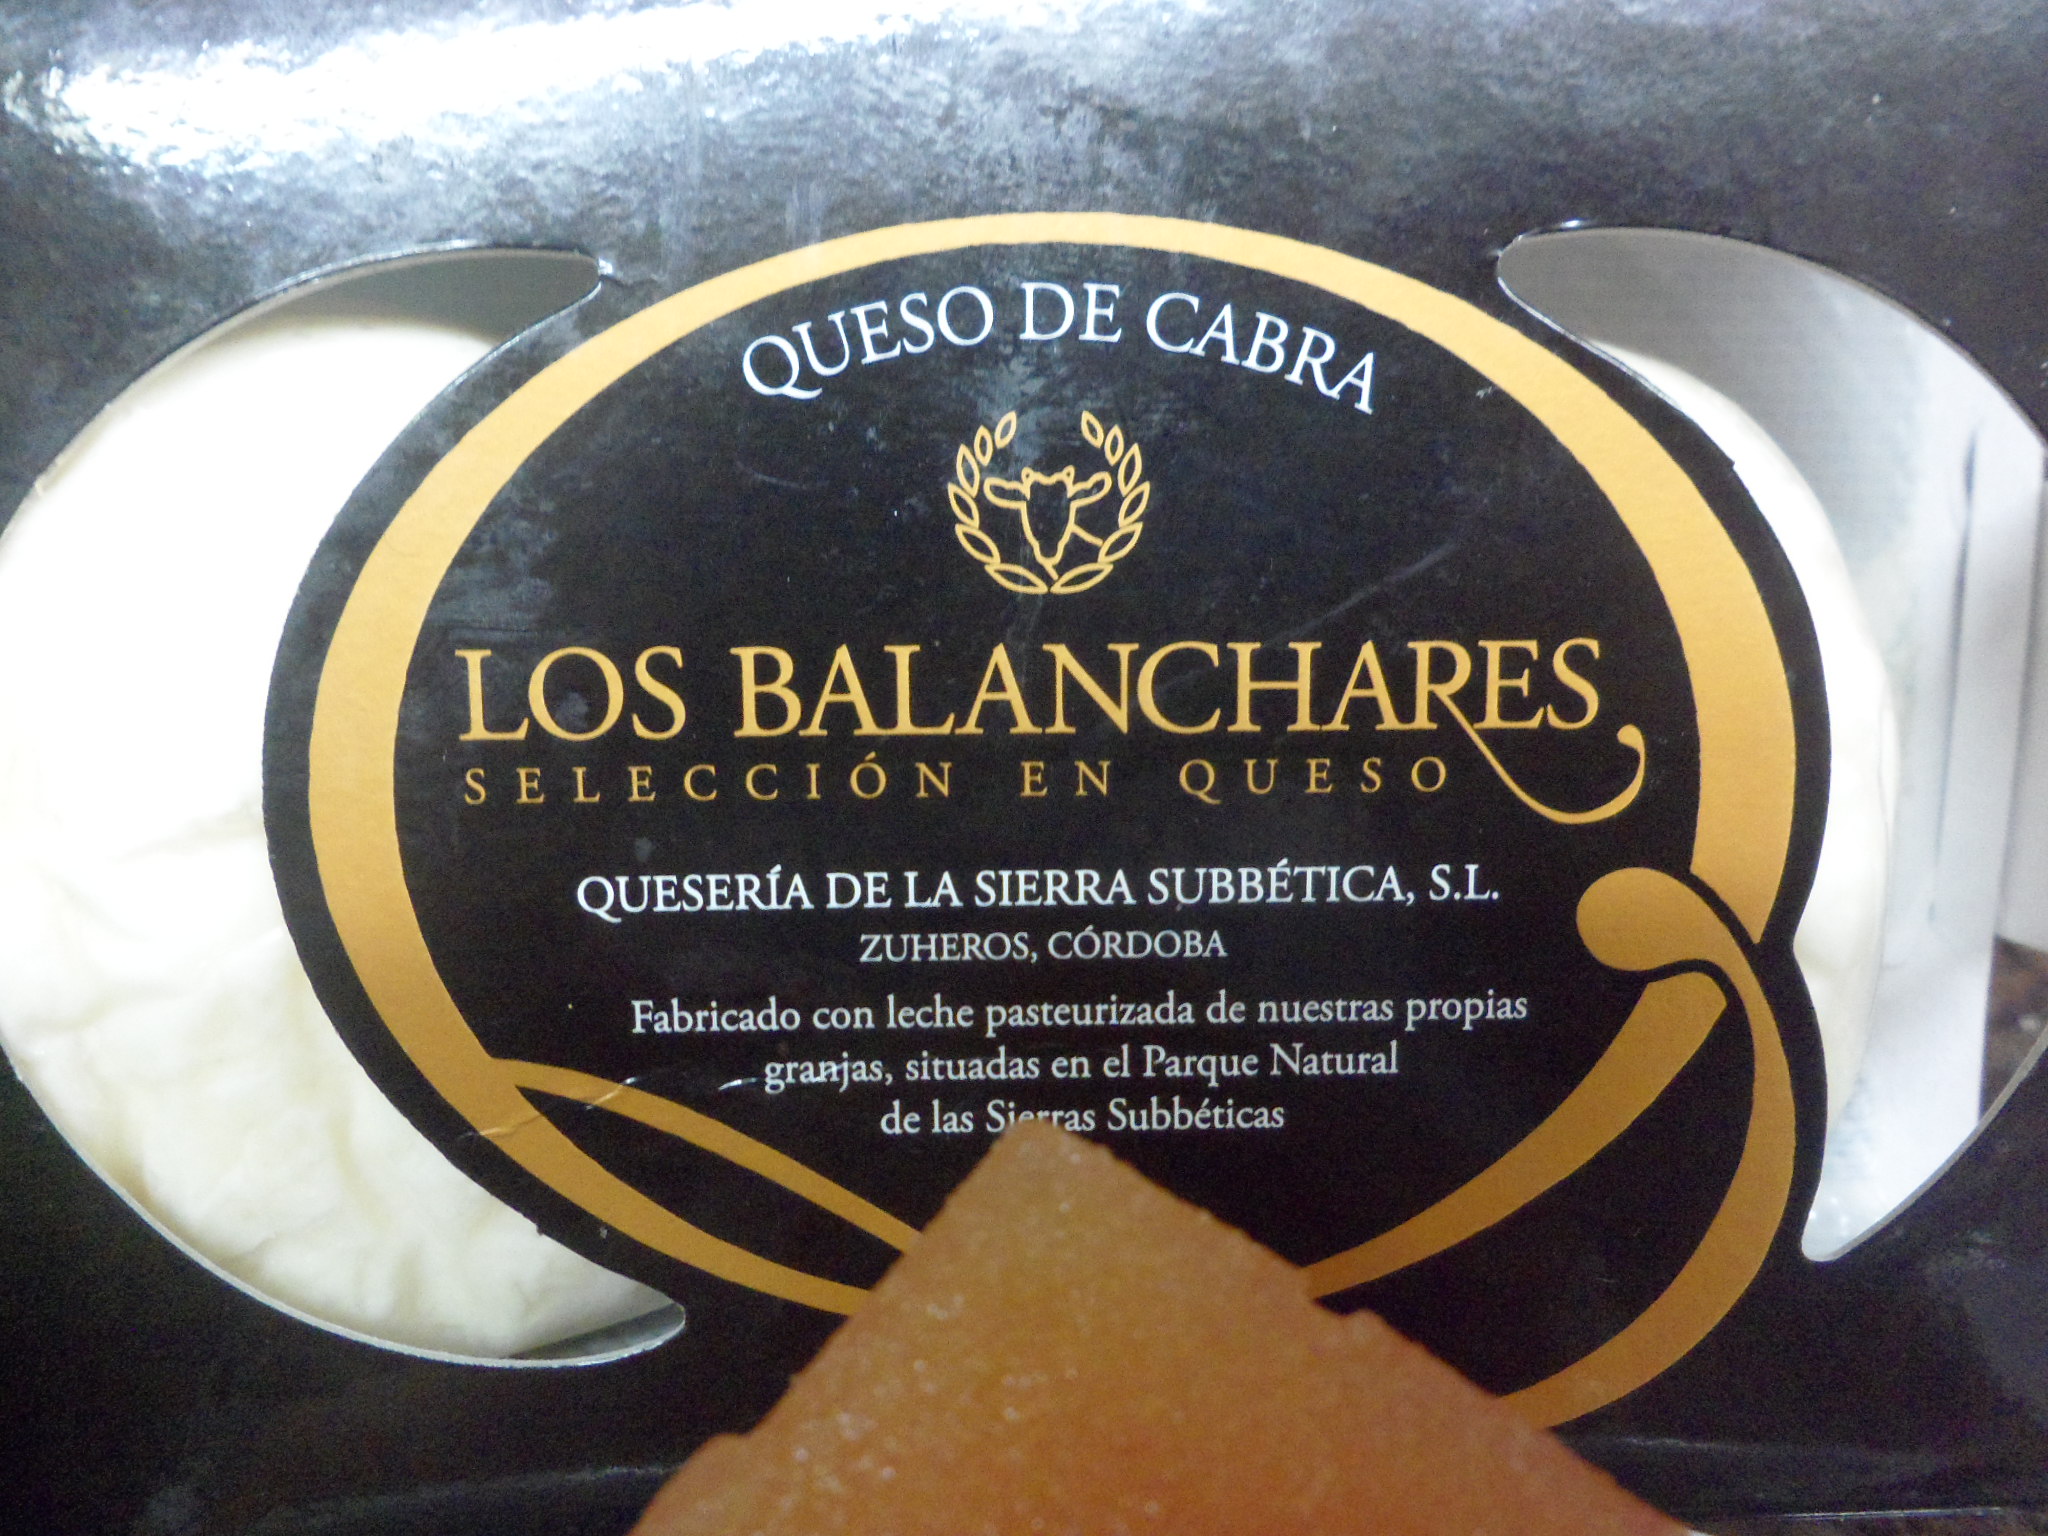 QUESO DE CABRA
LOS BALANCHARES
SELECCIÓN EN QUESO
QUESERÍA DE LA SIERRA SUBBÉTICA, S.L.
ZUHEROS, CÓRDOBA
Fabricado con leche pasteurizada de nuestras propias
granjas, situadas en el Parque Natural
de las Sierras Subbéticas